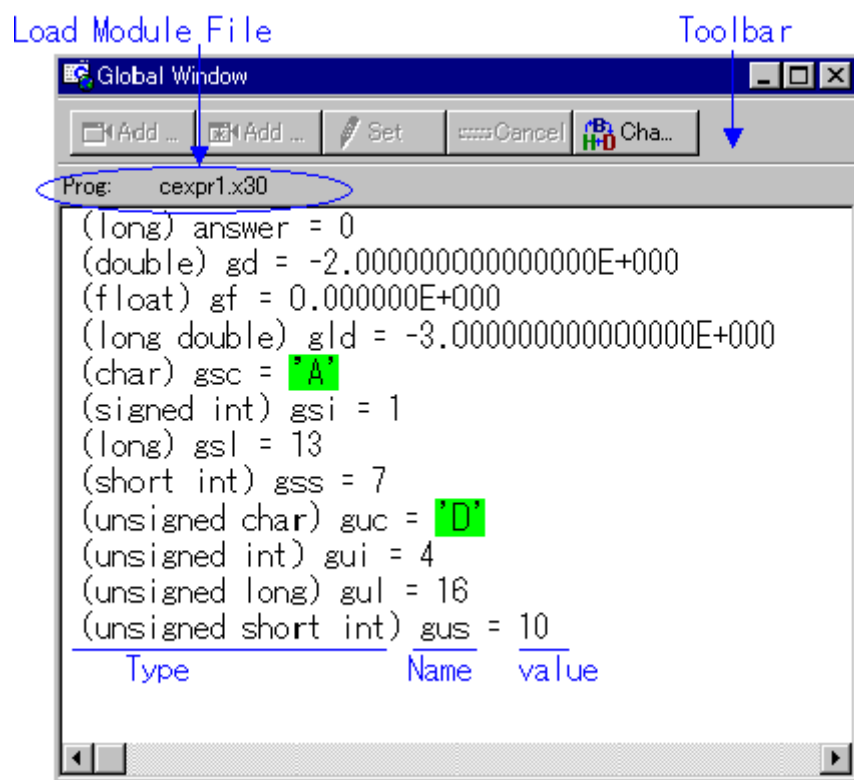 Load Module File Toolbar
Global Window
Add ... Add ... Set Cancel Cha...
Prog: cexpr1.x30
(long) answer = 0
(double) gd = -2.000000000000000E+000
(float) gf = 0.000000E+000
(long double) gld = -3.000000000000000E+000
(char) gsc = 'A'
(signed int) gsi = 1
(long) gsl = 13
(short int) gss = 7
(unsigned char) guc = 'D'
(unsigned int) gui = 4
(unsigned long) gul = 16
(unsigned short int) gus = 10
Type Name value